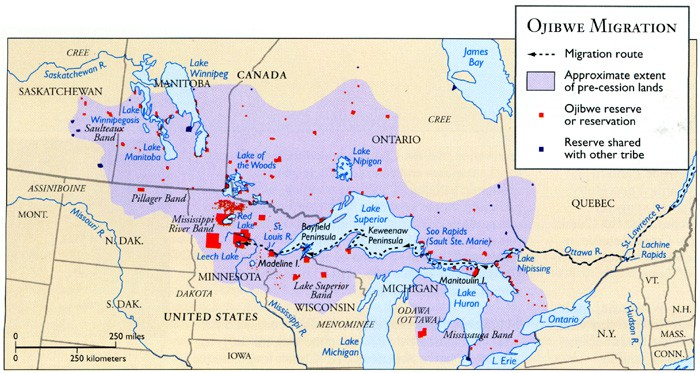 OJIBWE MIGRATION
Migration route
Approximate extent
of pre-cession lands
Ojibwe reserve
or reservation
Reserve shared
with other tribe
CREE
Saskatchewan R.
SASKATCHEWAN
MANITOBA
Lake
Winnipeg
CANADA
James
Bay
Lake
Winnipegosis
Saulteaux
Band
Lake
Manitoba
ONTARIO
CREE
Lake of
the Woods
Lake
Nipigon
ASSINIBOINE
Pillager Band
QUEBEC
MONT.
Missouri R.
N. DAK.
Mississippi
River Band
Red
Lake
St.
Louis R.
Bayfield
Peninsula
Lake
Superior
Keweenaw
Peninsula
Soo Rapids
(Sault Ste. Marie)
Lake
Nipissing
Ottawa R.
St. Lawrence R.
Lachine
Rapids
Leech Lake
Madeline I.
Manitoulin I.
MINNESOTA
Lake Superior
Band
MICHIGAN
Lake
Huron
VT.
S. DAK.
DAKOTA
WISCONSIN
ODAWA
(OTTAWA)
N.H.
UNITED STATES
Mississippi R.
MENOMINEE
Mississauga Band
L. Ontario
N.Y.
Hudson R.
MASS.
CONN.
0 250 miles
0 250 kilometers
IOWA
Lake
Michigan
L. Erie